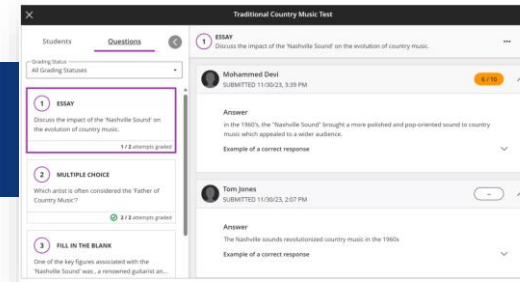 Traditional Country Music Test
Students
Questions
Grading Status
All Grading Statuses
1 ESSAY
Discuss the impact of the 'Nashville Sound' on
the evolution of country music.
1 / 2 attempts graded
2 MULTIPLE CHOICE
Which artist is often considered the 'Father of
Country Music'?
2 / 2 attempts graded
3 FILL IN THE BLANK
One of the key figures associated with the
'Nashville Sound' was , a renowned guitarist an...
1 ESSAY
Discuss the impact of the 'Nashville Sound' on the evolution of country music.
Mohammed Devi
SUBMITTED 11/30/23, 3:39 PM
6 / 10
Answer
in the 1960's, the "Nashville Sound" brought a more polished and pop-oriented sound to country
music which appealed to a wider audience.
Example of a correct response
Tom Jones
SUBMITTED 11/30/23, 2:07 PM
–
Answer
The Nashville sounds revolutionized country music in the 1960s
Example of a correct response